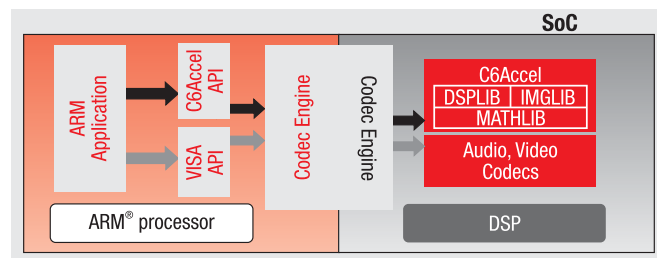 SoC
ARM
Application
C6Accel
API
VISA
API
Codec Engine
Codec Engine
C6Accel
DSPLIB
IMGLIB
MATHLIB
Audio, Video
Codecs
ARM® processor
DSP